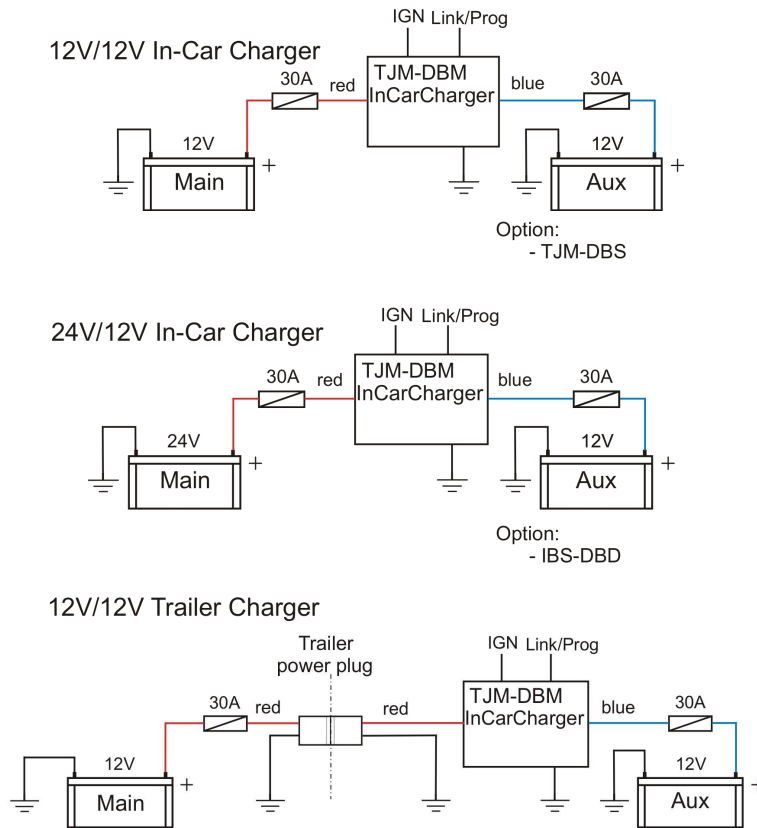 IGN Link/Prog
12V/12V In-Car Charger
30A
red
TJM-DBM
InCarCharger
blue
30A
12V
+
Main
12V
+
Aux
Option:
- TJM-DBS
IGN Link/Prog
24V/12V In-Car Charger
30A
red
TJM-DBM
InCarCharger
blue
30A
24V
+
Main
12V
+
Aux
Option:
- IBS-DBD
12V/12V Trailer Charger
Trailer
power plug
IGN Link/Prog
30A
red
red
TJM-DBM
InCarCharger
blue
30A
12V
+
Main
12V
+
Aux